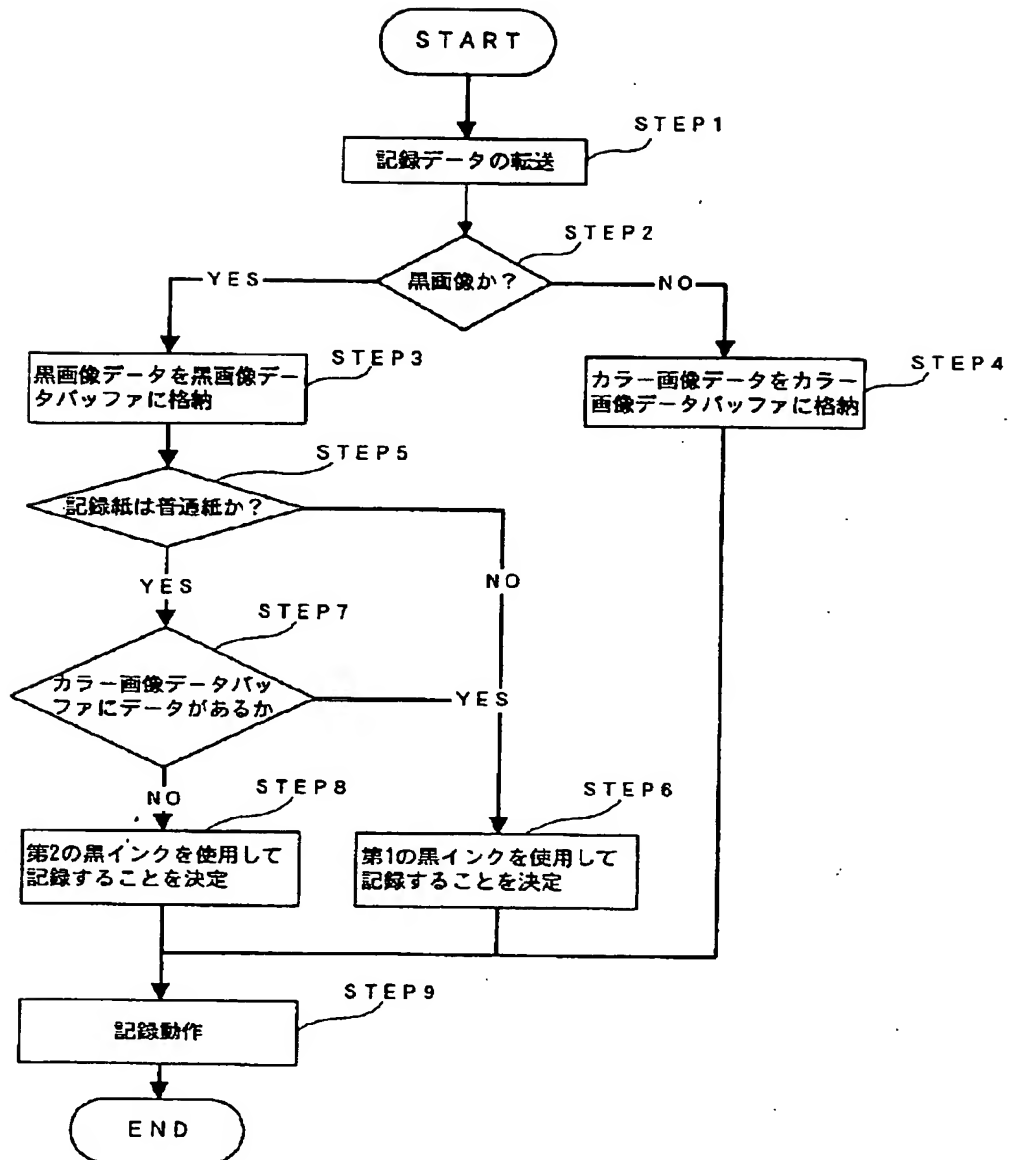 START
STEP1
記録データの転送
STEP2
黒画像か？
YES
NO
STEP3
黒画像データを黒画像デー
タバッファに格納
STEP4
カラー画像データをカラー
画像データバッファに格納
STEP5
記録紙は普通紙か？
YES
NO
STEP7
カラー画像データバッ
ファにデータがあるか
YES
NO
STEP8
第2の黒インクを使用して
記録することを決定
STEP6
第1の黒インクを使用して
記録することを決定
STEP9
記録動作
END